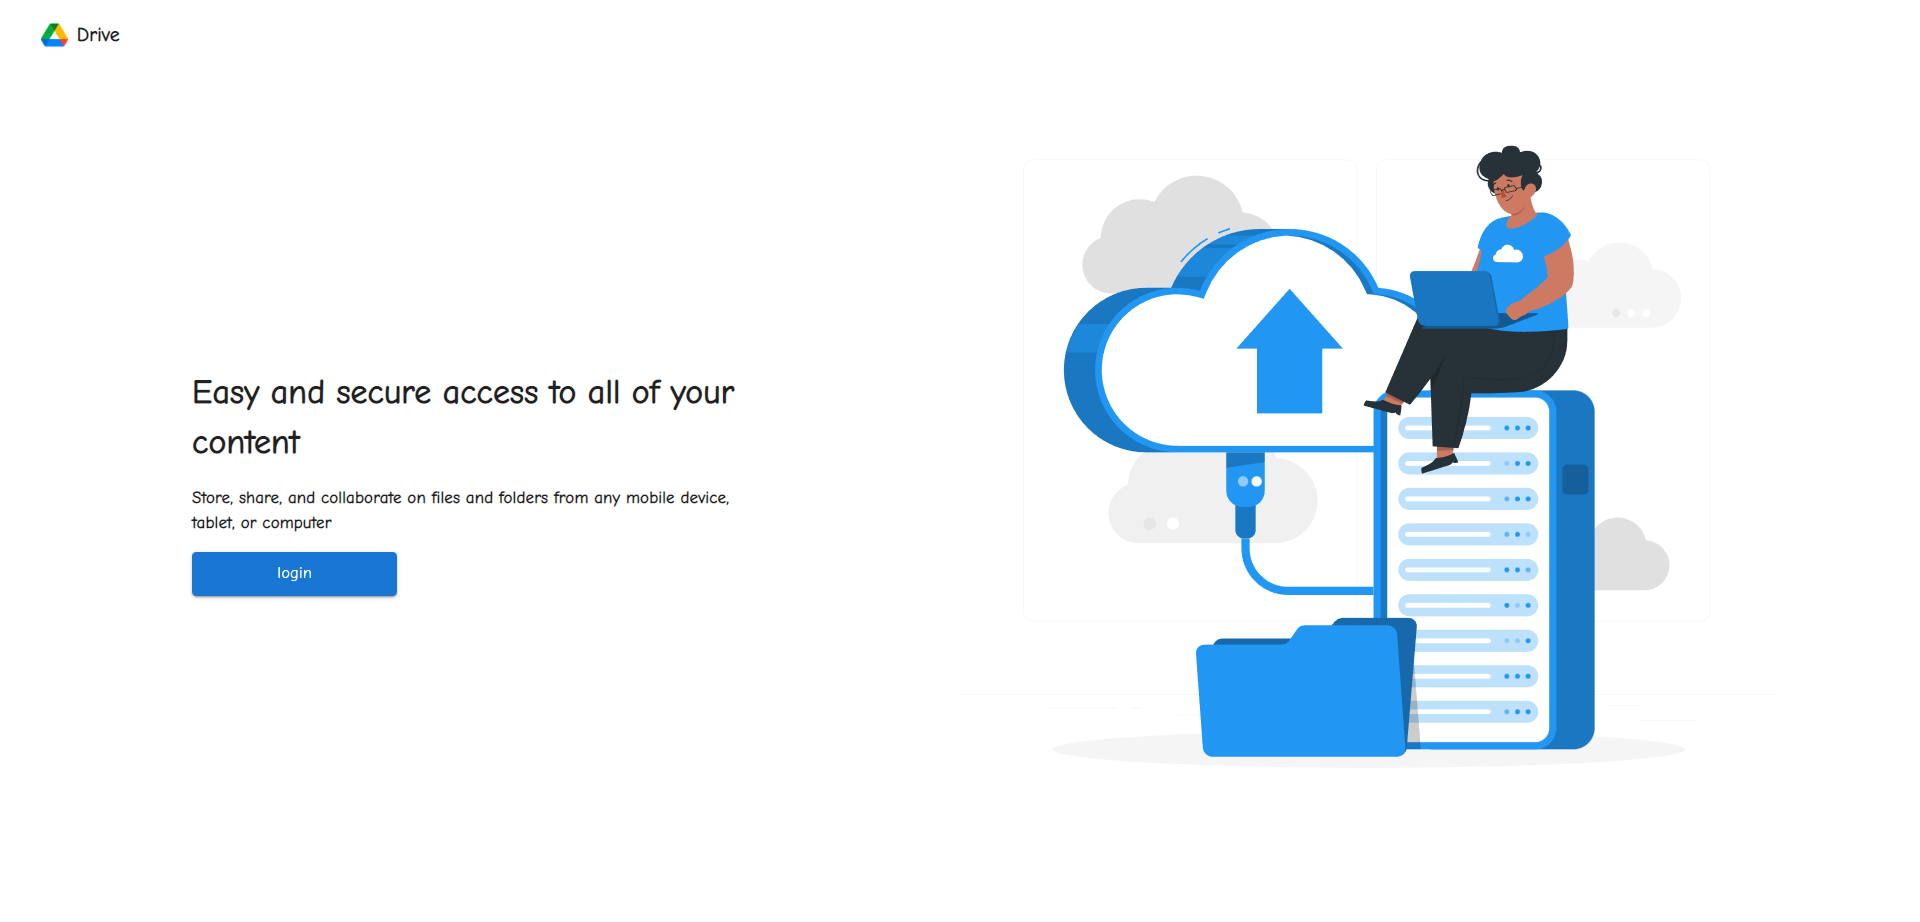 Drive
Easy and secure access to all of your
content
Store, share, and collaborate on files and folders from any mobile device,
tablet, or computer
login